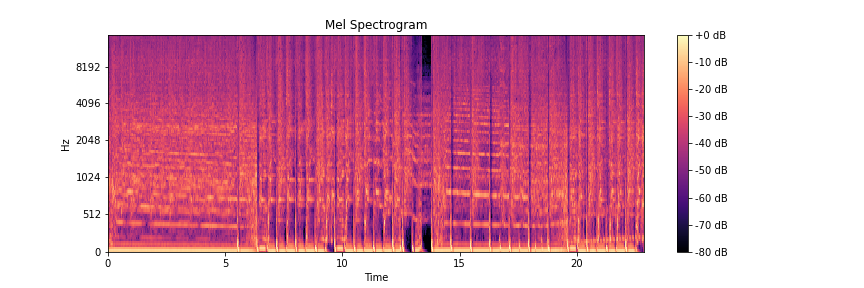 Mel Spectrogram
+0 dB
8192
-10 dB
4096
-20 dB
-30 dB
2048
Hz
-40 dB
1024
-50 dB
-60 dB
512
-70 dB
0
-80 dB
0 5 10 15 20
Time